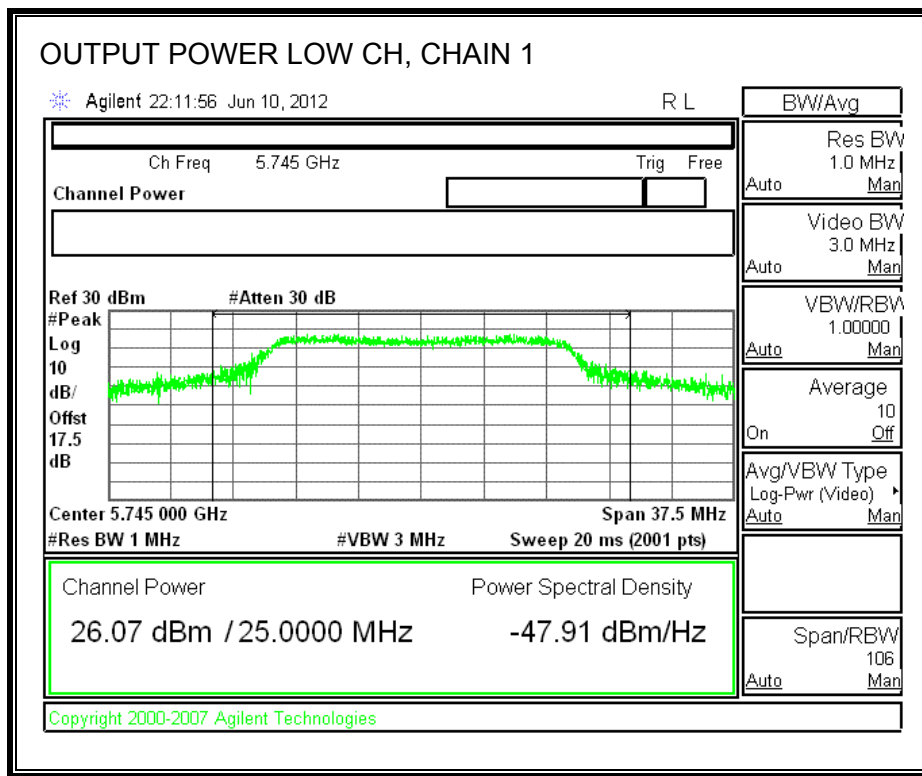 OUTPUT POWER LOW CH, CHAIN 1
Agilent 22:11:56 Jun 10, 2012 R L
Ch Freq 5.745 GHz Trig Free
Channel Power
Ref 30 dBm #Atten 30 dB
#Peak
Log
10
dB/
Offst
17.5
dB
Center 5.745 000 GHz Span 37.5 MHz
#Res BW 1 MHz #VBW 3 MHz Sweep 20 ms (2001 pts)
Channel Power Power Spectral Density
26.07 dBm / 25.0000 MHz -47.91 dBm/Hz
Copyright 2000-2007 Agilent Technologies
BW/Avg
Res BW
1.0 MHz
Auto Man
Video BW
3.0 MHz
Auto Man
VBW/RBW
1.00000
Auto Man
Average
10
On Off
Avg/VBW Type
Log-Pwr (Video)
Auto Man
Span/RBW
106
Auto Man